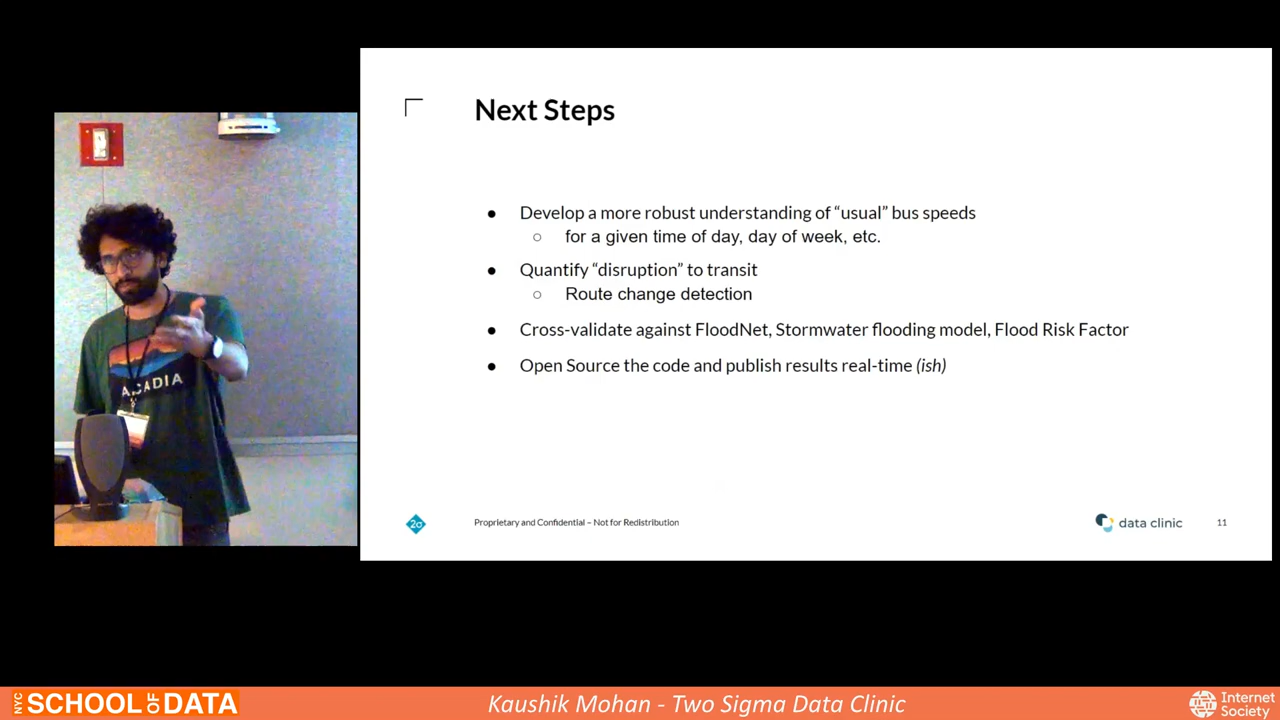 Next Steps
● Develop a more robust understanding of “usual” bus speeds
○ for a given time of day, day of week, etc.
● Quantify “disruption” to transit
○ Route change detection
● Cross-validate against FloodNet, Stormwater flooding model, Flood Risk Factor
● Open Source the code and publish results real-time (ish)
ACADIA
2σ
Proprietary and Confidential – Not for Redistribution
data clinic
11
NYC SCHOOL OF DATA
Kaushik Mohan - Two Sigma Data Clinic
Internet
Society